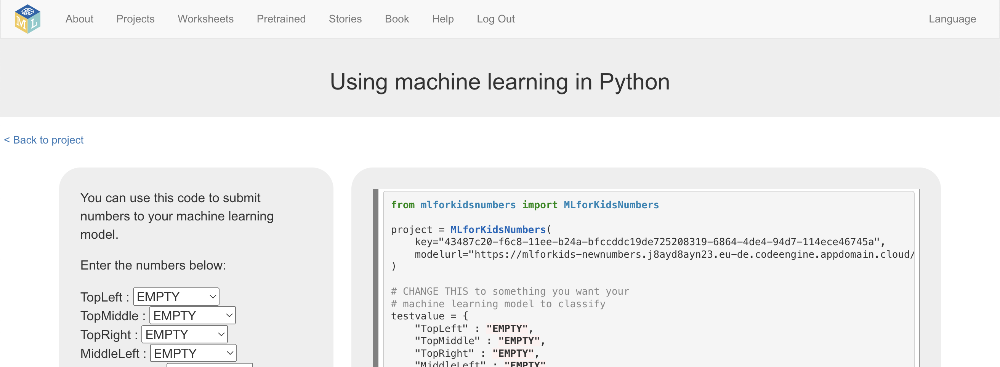 M L
About Projects Worksheets Pretrained Stories Book Help Log Out Language
Using machine learning in Python
< Back to project
You can use this code to submit
numbers to your machine learning
model.
Enter the numbers below:
TopLeft : EMPTY
TopMiddle : EMPTY
TopRight : EMPTY
MiddleLeft : EMPTY
from mlforkidsnumbers import MLforKidsNumbers
project = MLforKidsNumbers(
    key="43487c20-f6c8-11ee-b24a-bfccddc19de725208319-6864-4de4-94d7-114ece46745a",
    modelurl="https://mlforkids-newnumbers.j8ayd8ayn23.eu-de.codeengine.appdomain.cloud/
)
# CHANGE THIS to something you want your
# machine learning model to classify
testvalue = {
    "TopLeft" : "EMPTY",
    "TopMiddle" : "EMPTY",
    "TopRight" : "EMPTY",
    "MiddleLeft" : "EMPTY"